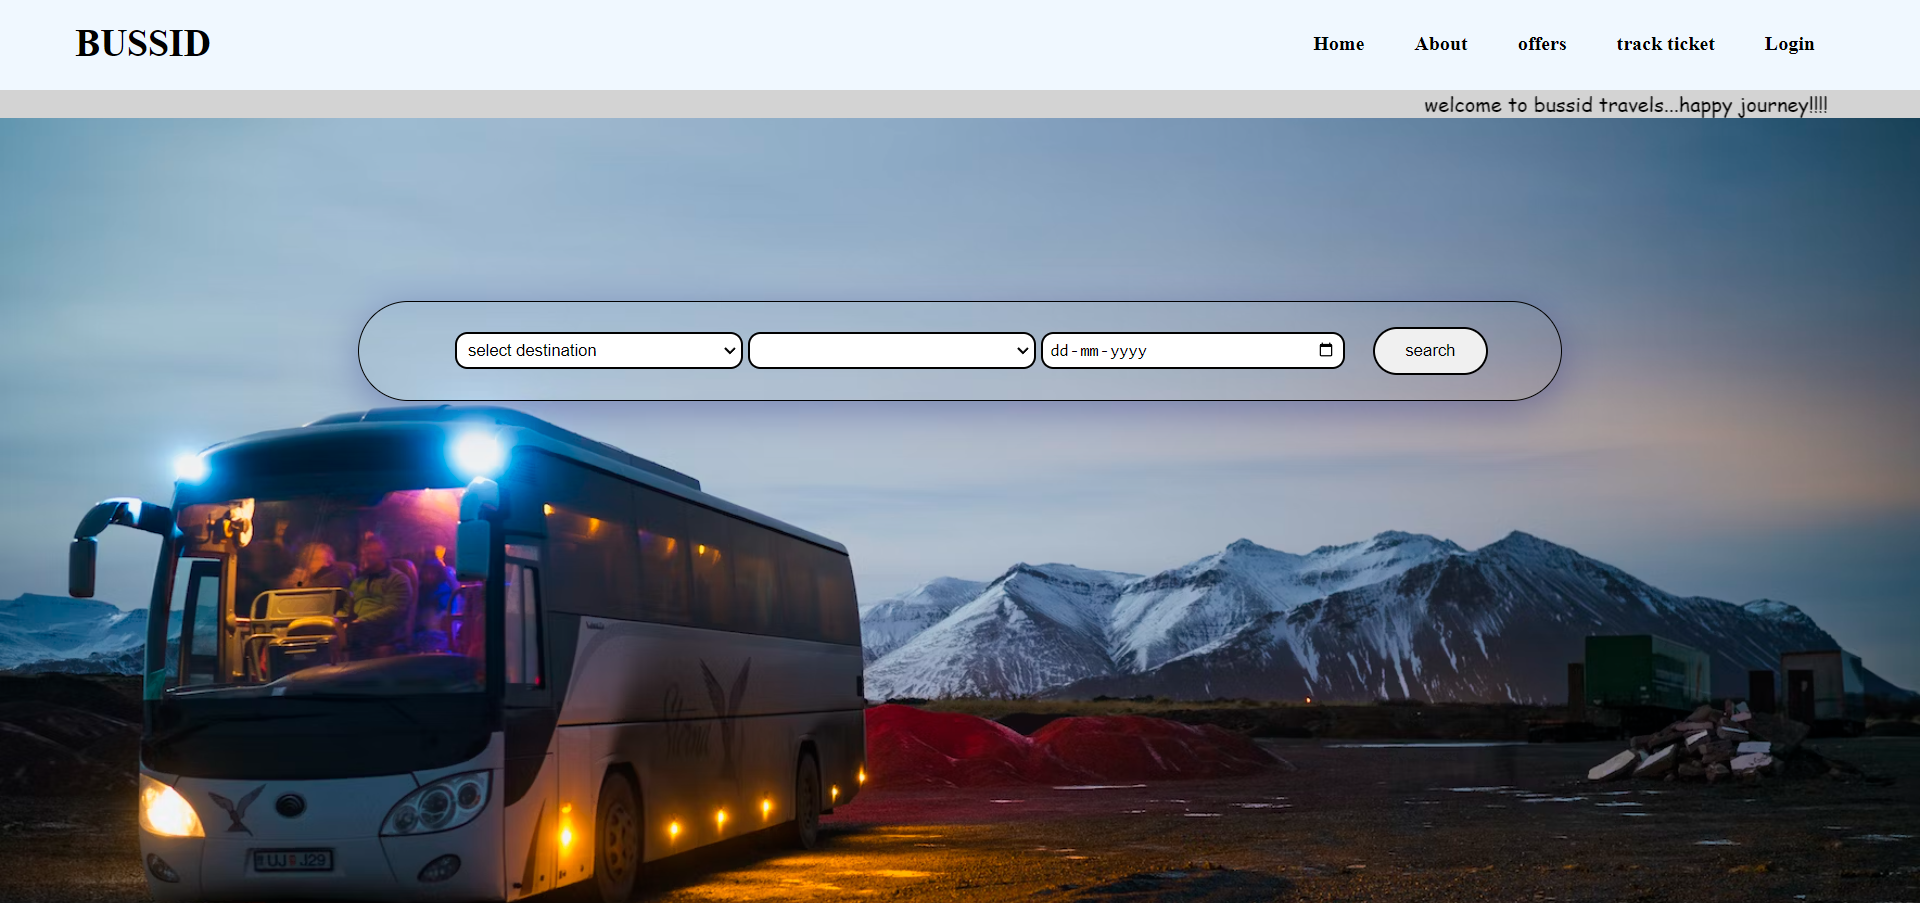 BUSSID
Home About offers track ticket Login
welcome to bussid travels...happy journey!!!!
select destination dd-mm-yyyy search
UJ J29